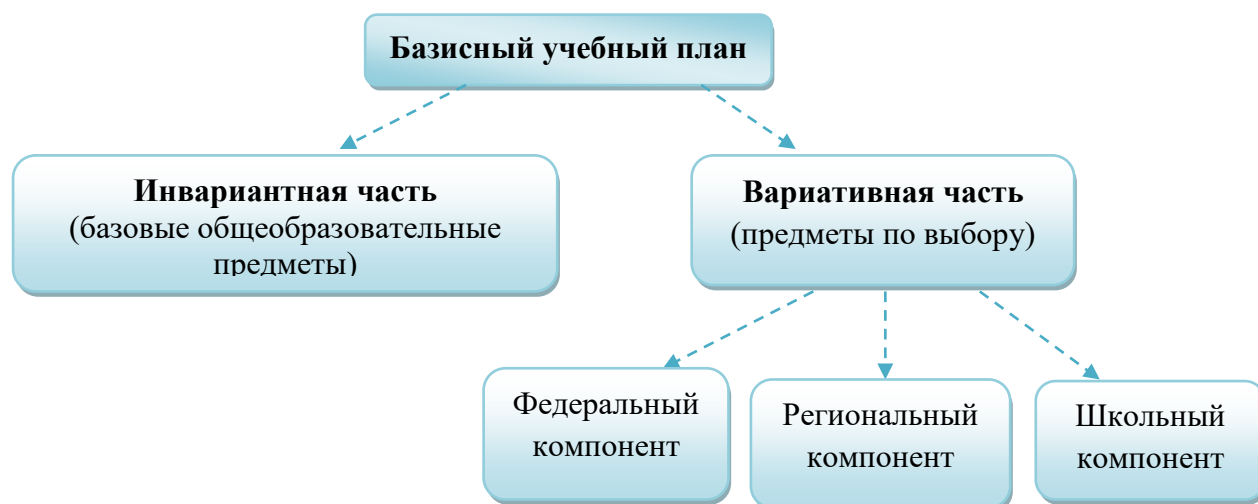 Базисный учебный план
Инвариантная часть
(базовые общеобразовательные
предметы)
Вариативная часть
(предметы по выбору)
Федеральный
компонент
Региональный
компонент
Школьный
компонент